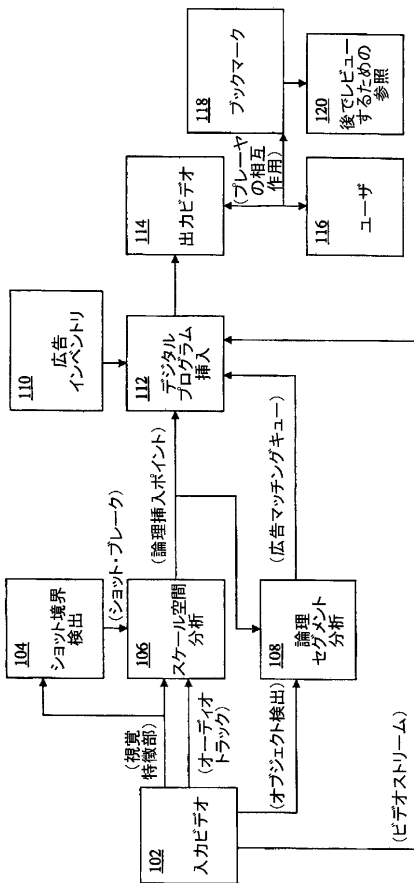 102
入力ビデオ
(視覚
特徴部)
(オーディオ
トラック)
(オブジェクト検出)
(ビデオストリーム)
104
ショット境界
検出
(ショット・ブレーク)
106
スケール空間
分析
(論理挿入ポイント)
108
論理
セグメント
分析
(広告マッチングキュー)
110
広告
インベントリ
112
デジタル
プログラム
挿入
114
出力ビデオ
(プレーヤ
の相互
作用)
116
ユーザ
118
ブックマーク
120
後でレビュー
するための
参照